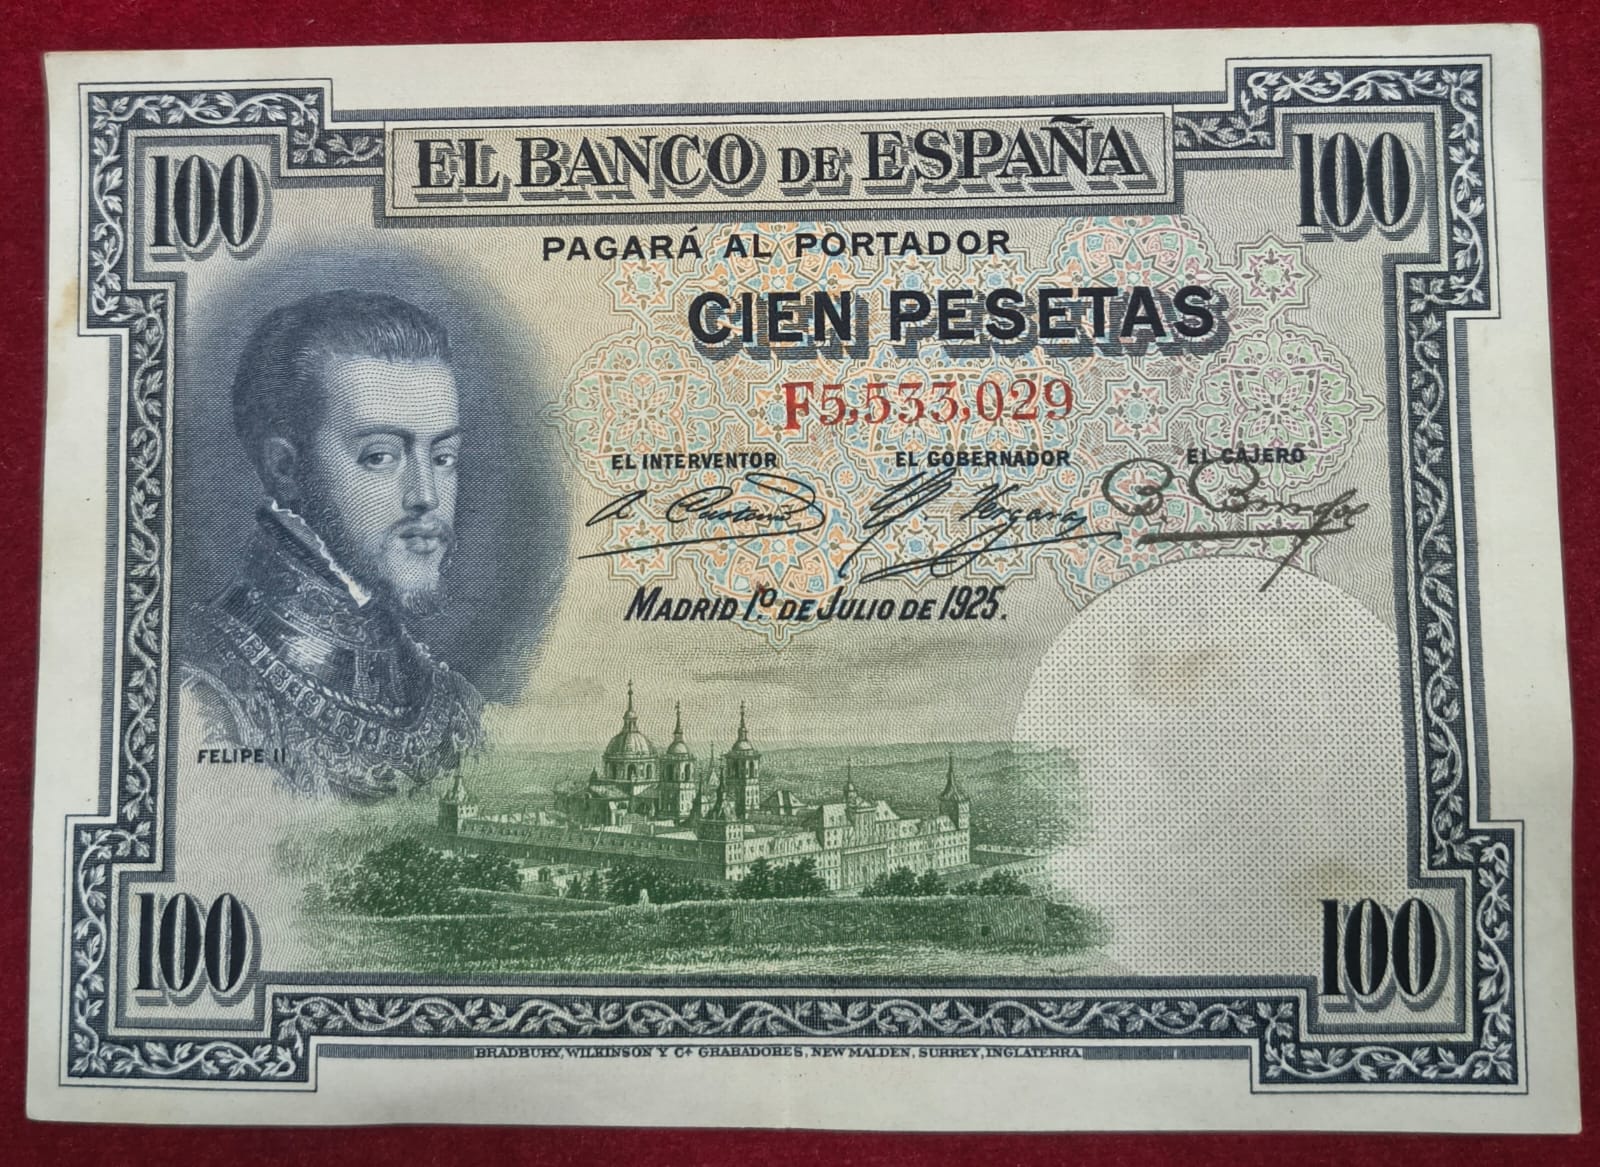 100 EL BANCO DE ESPAÑA 100
PAGARÁ AL PORTADOR
CIEN PESETAS
F5,533,029
EL INTERVENTOR EL GOBERNADOR EL CAJERO
MADRID 1º DE JULIO DE 1925.
FELIPE II
100 100
BRADBURY, WILKINSON Y Cª GRABADORES, NEW MALDEN, SURREY, INGLATERRA